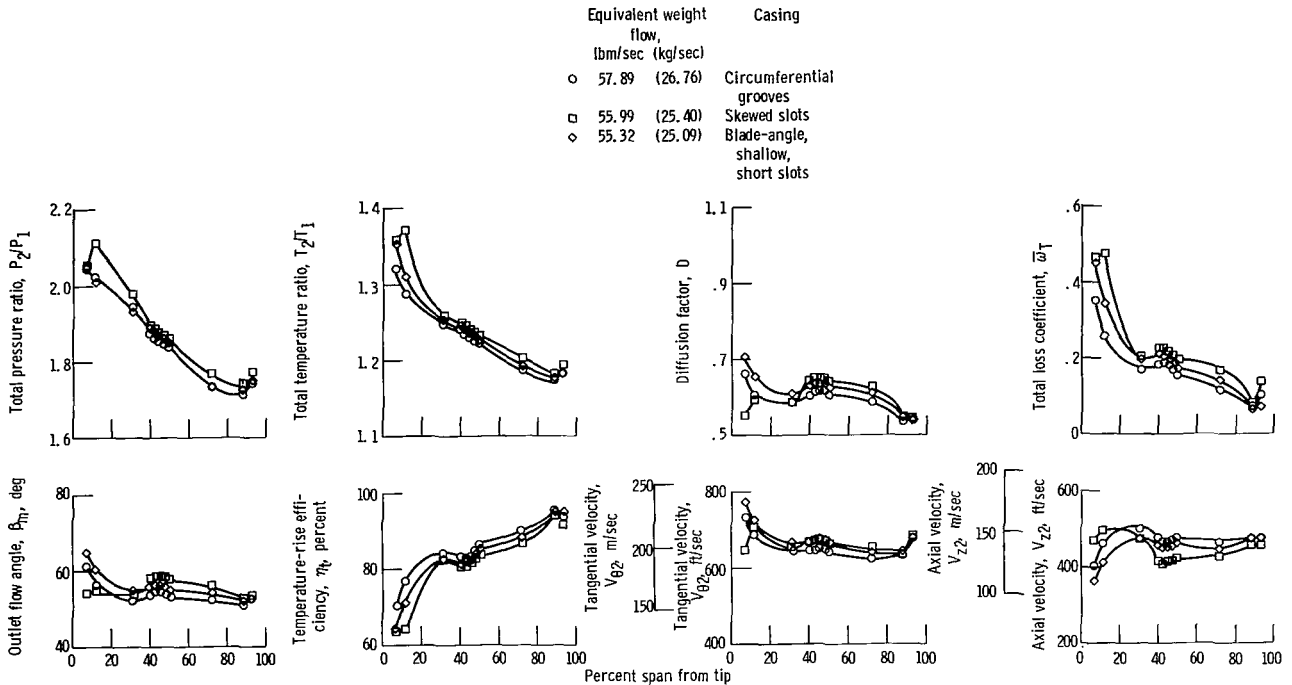 Equivalent weight flow, lbm/sec (kg/sec)
Casing
57.89 (26.76) Circumferential grooves
55.99 (25.40) Skewed slots
55.32 (25.09) Blade-angle, shallow, short slots
Total pressure ratio, P2/P1
2.2
2.0
1.8
1.6
Total temperature ratio, T2/T1
1.4
1.3
1.2
1.1
Diffusion factor, D
1.1
.9
.7
.5
Total loss coefficient, ω̅T
.6
.4
.2
0
Outlet flow angle, βm, deg
80
60
40
0 20 40 60 80 100
Temperature-rise effi-
ciency, ηt, percent
100
90
80
70
60
0 20 40 60 80 100
Tangential velocity,
Vθ2, m/sec
250
200
150
Tangential velocity,
Vθ2, ft/sec
800
600
400
0 20 40 60 80 100
Axial velocity,
Vz2, m/sec
200
150
100
Axial velocity, Vz2, ft/sec
600
400
200
0 20 40 60 80 100
Percent span from tip